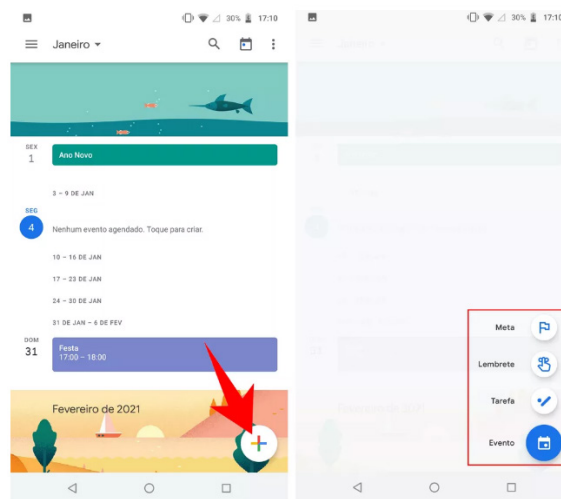 30% 17:10
Janeiro
SEX
1
Ano Novo
3 – 9 DE JAN
SEG
4
Nenhum evento agendado. Toque para criar.
10 – 16 DE JAN
17 – 23 DE JAN
24 – 30 DE JAN
31 DE JAN – 6 DE FEV
DOM
31
Festa
17:00 – 18:00
Fevereiro de 2021
30% 17:10
Janeiro
Meta
Lembrete
Tarefa
Evento